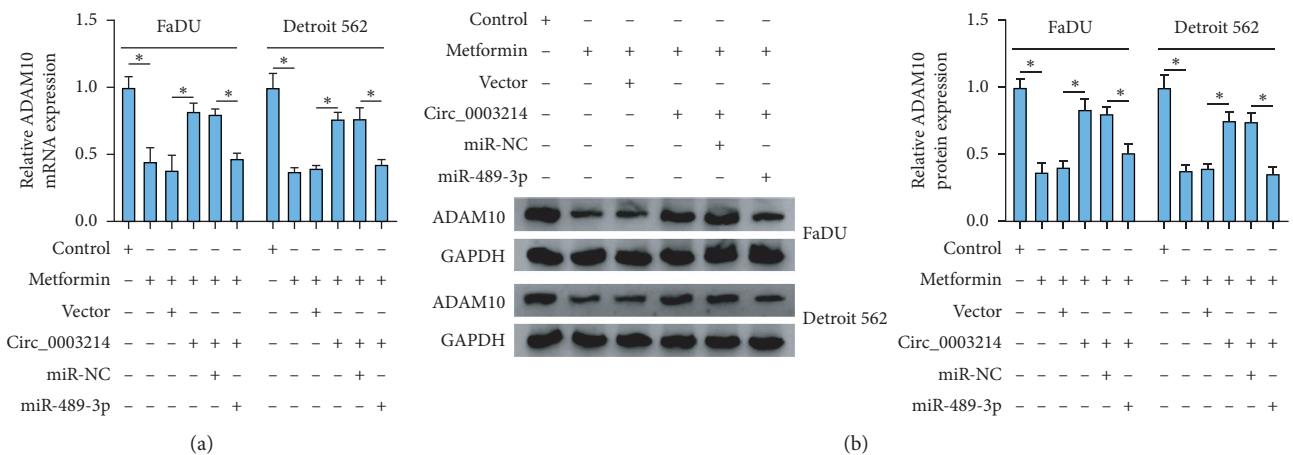 Relative ADAM10
mRNA expression
1.5
1.0
0.5
0.0
FaDU
Detroit 562
* * * * * *
Control + – – – – – + – – – – –
Metformin – + + + + + – + + + + +
Vector – – + – – – – – + – – –
Circ_0003214 – – – + + + – – – + + +
miR-NC – – – – + – – – – – + –
miR-489-3p – – – – – + – – – – – +
(a)
Control + – – – – –
Metformin – + + + + +
Vector – – + – – –
Circ_0003214 – – – + + +
miR-NC – – – – + –
miR-489-3p – – – – – +
ADAM10
GAPDH
FaDU
ADAM10
GAPDH
Detroit 562
Relative ADAM10
protein expression
1.5
1.0
0.5
0.0
FaDU
Detroit 562
* * * * * *
Control + – – – – – + – – – – –
Metformin – + + + + + – + + + + +
Vector – – + – – – – – + – – –
Circ_0003214 – – – + + + – – – + + +
miR-NC – – – – + – – – – – + –
miR-489-3p – – – – – + – – – – – +
(b)